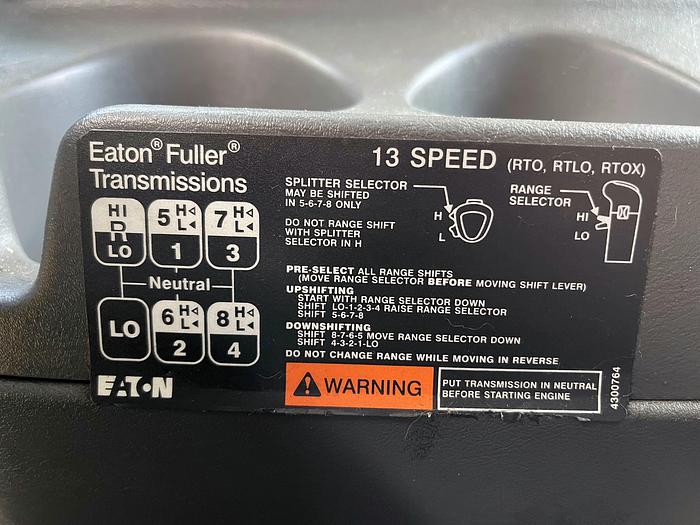 Eaton® Fuller®
Transmissions
13 SPEED (RTO, RTLO, RTOX)
HI
R
LO
5 H
L
1
7 H
L
3
Neutral
LO
6 H
L
2
8 H
L
4
EATON
SPLITTER SELECTOR
MAY BE SHIFTED
IN 5-6-7-8 ONLY
H
L
RANGE
SELECTOR
HI
LO
DO NOT RANGE SHIFT
WITH SPLITTER
SELECTOR IN H
PRE-SELECT ALL RANGE SHIFTS
(MOVE RANGE SELECTOR BEFORE MOVING SHIFT LEVER)
UPSHIFTING
START WITH RANGE SELECTOR DOWN
SHIFT LO-1-2-3-4 RAISE RANGE SELECTOR
SHIFT 5-6-7-8
DOWNSHIFTING
SHIFT 8-7-6-5 MOVE RANGE SELECTOR DOWN
SHIFT 4-3-2-1-LO
DO NOT CHANGE RANGE WHILE MOVING IN REVERSE
WARNING
PUT TRANSMISSION IN NEUTRAL
BEFORE STARTING ENGINE
4300764